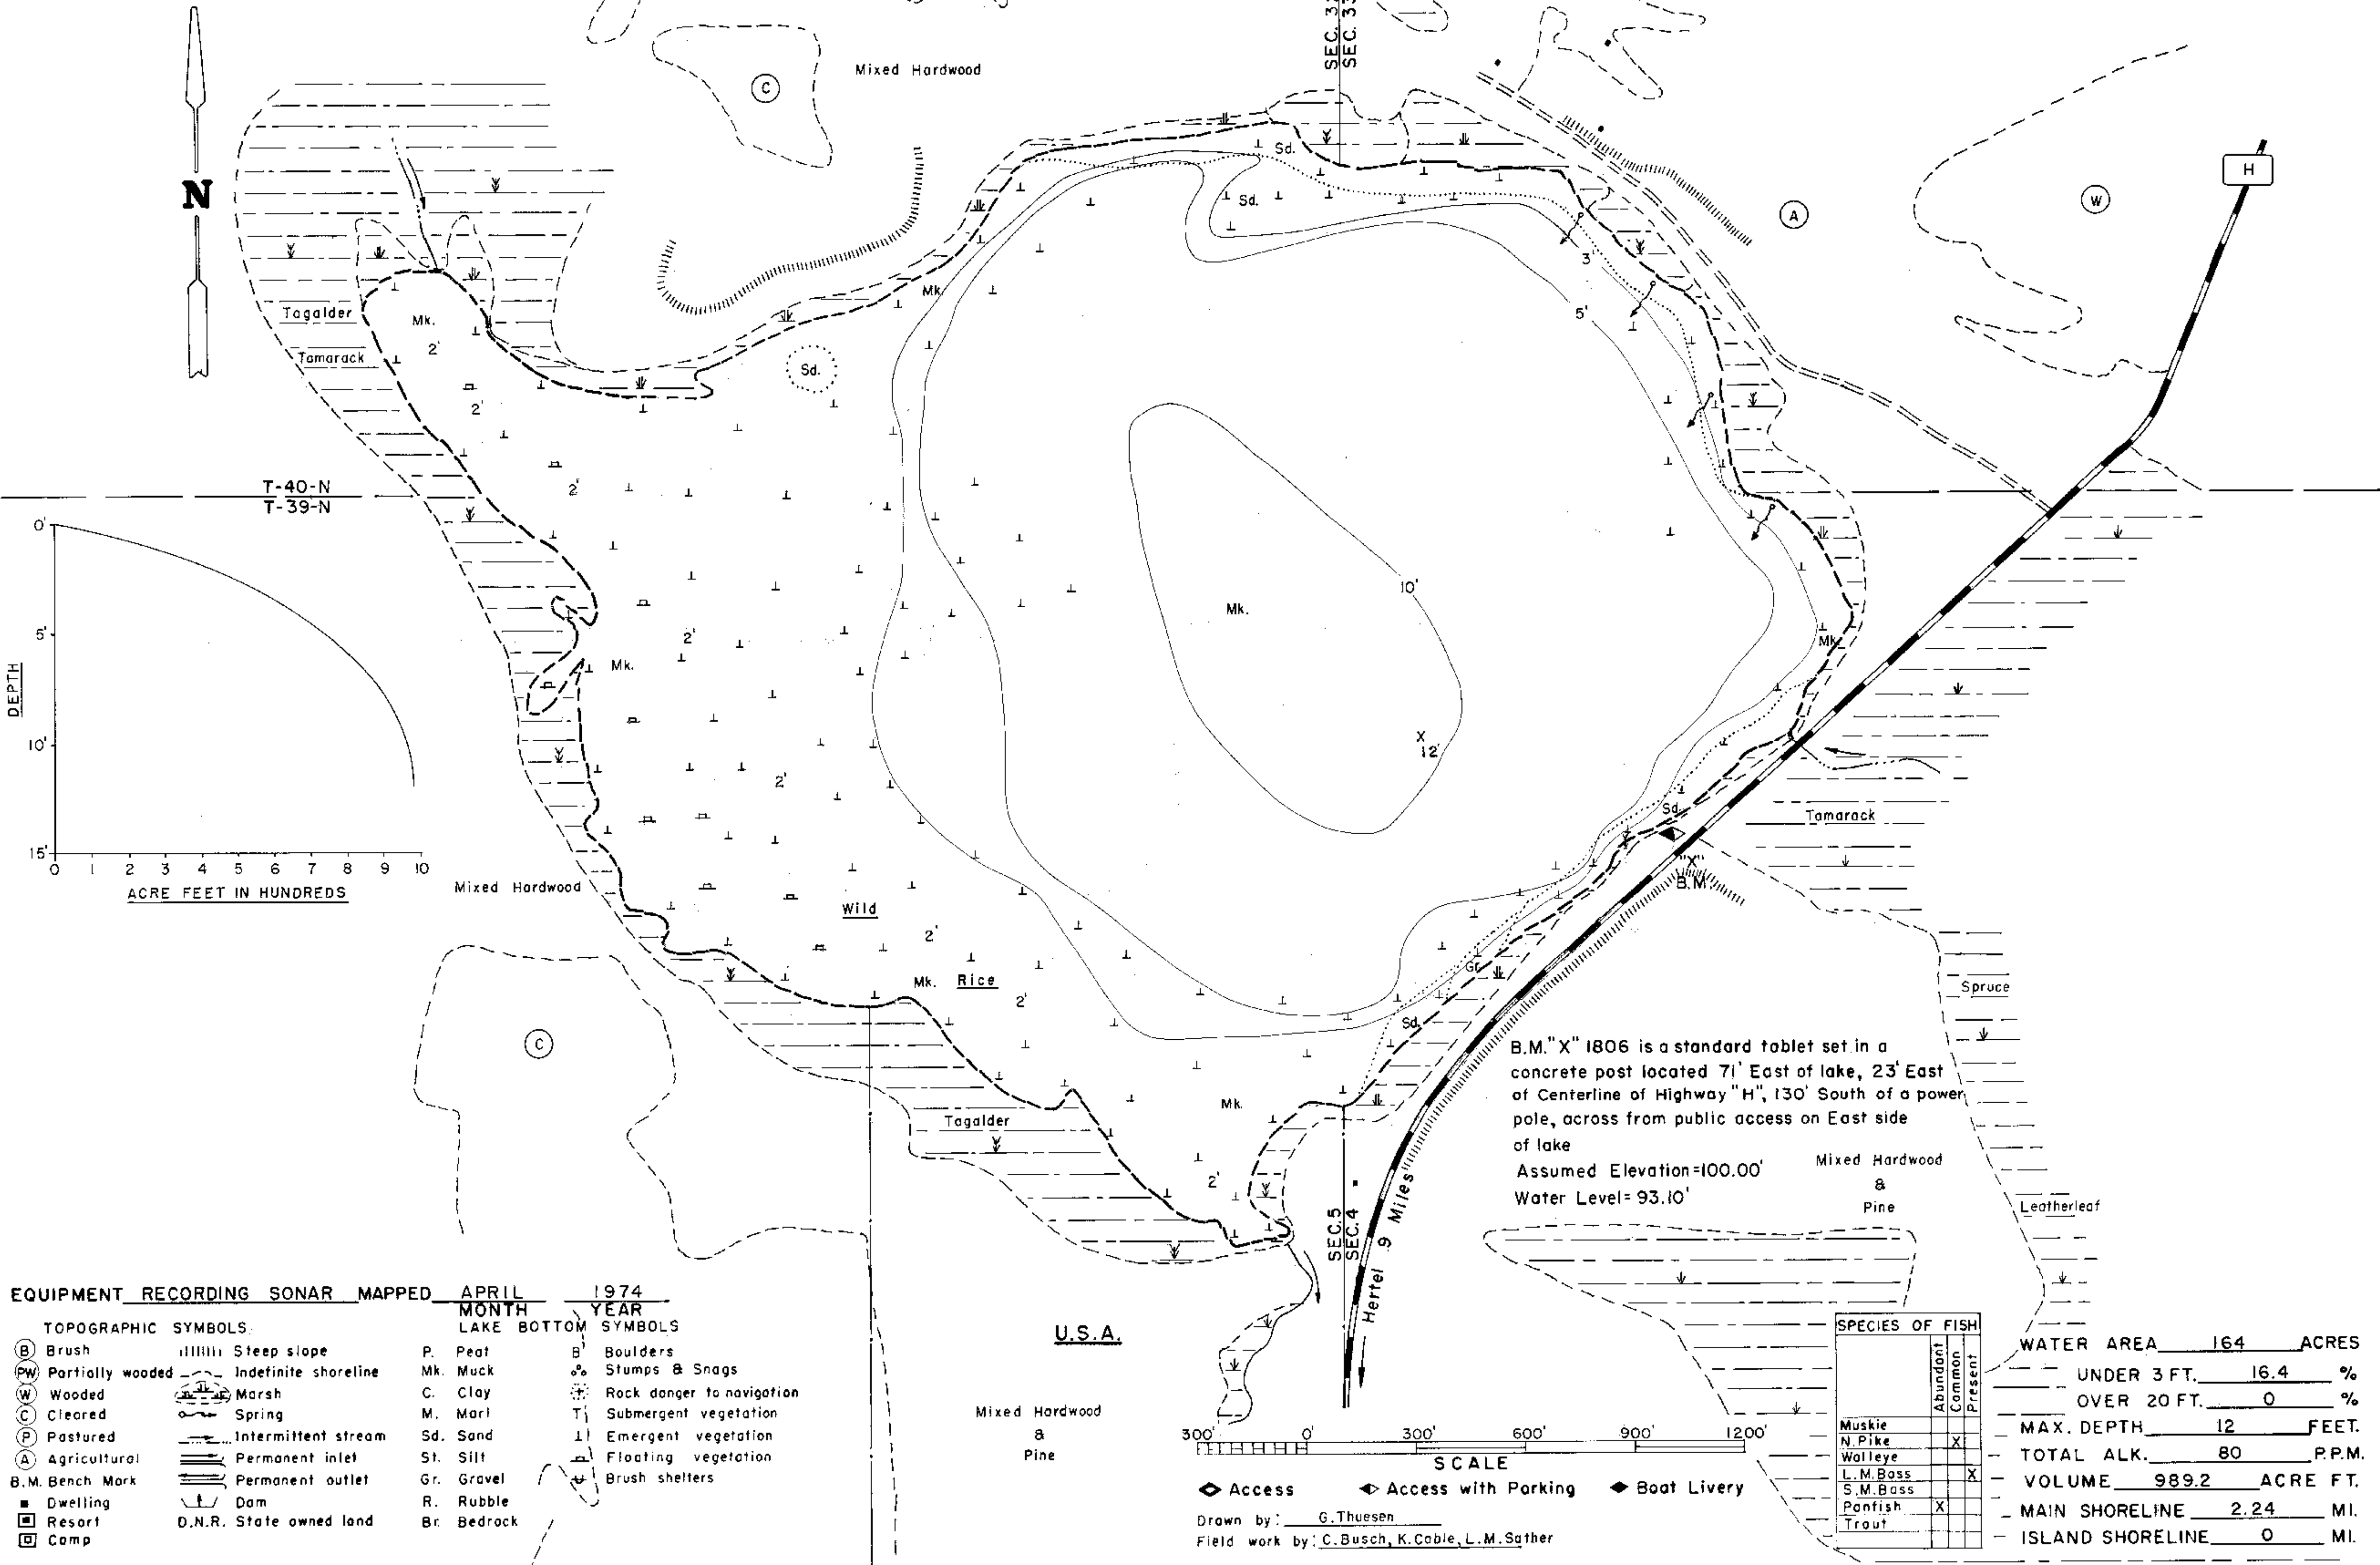 SEC. 33
Mixed Hardwood
C
H
N
Sd.
Sd.
A
W
3'
Mk.
5'
Tagalder
Mk.
2'
Tamarack
Sd.
2'
T-40-N
T-39-N
2'
10'
Mk.
2'
Mk.
Mk.
X
12'
2'
Sd.
Tamarack
"X"
B.M.
0'
5'
10'
15'
DEPTH
0 1 2 3 4 5 6 7 8 9 10
ACRE FEET IN HUNDREDS
Mixed Hardwood
Wild
2'
Gr.
Mk. Rice
2'
Sd.
Spruce
C
B.M."X" 1806 is a standard tablet set in a
concrete post located 71' East of lake, 23' East
of Centerline of Highway "H", 130' South of a power
pole, across from public access on East side
of lake
Assumed Elevation=100.00'
Water Level= 93.10'
Mk.
Tagalder
Mixed Hardwood
&
Pine
2'
Leatherleaf
SEC.5
SEC.4
Hertel 9 Miles
EQUIPMENT RECORDING SONAR MAPPED APRIL 1974
MONTH YEAR
TOPOGRAPHIC SYMBOLS
LAKE BOTTOM SYMBOLS
B Brush Steep slope P. Peat B Boulders
PW Partially wooded Indefinite shoreline Mk. Muck Stumps & Snags
W Wooded Marsh C. Clay Rock danger to navigation
C Cleared Spring M. Marl T Submergent vegetation
P Pastured Intermittent stream Sd. Sand Emergent vegetation
A Agricultural Permanent inlet St. Silt Floating vegetation
B.M. Bench Mark Permanent outlet Gr. Gravel Brush shelters
Dwelling Dam R. Rubble
Resort D.N.R. State owned land Br. Bedrock
Camp
U.S.A.
Mixed Hardwood
&
Pine
300' 0' 300' 600' 900' 1200'
SCALE
Access Access with Parking Boat Livery
Drawn by: G.Thuesen
Field work by: C.Busch, K.Cable, L.M.Sather
SPECIES OF FISH
Abundant
Common
Present
Muskie
N.Pike X
Walleye
L.M.Bass X
S.M.Bass
Panfish X
Trout
WATER AREA 164 ACRES
UNDER 3 FT. 16.4 %
OVER 20 FT. 0 %
MAX. DEPTH 12 FEET.
TOTAL ALK. 80 P.P.M.
VOLUME 989.2 ACRE FT.
MAIN SHORELINE 2.24 MI.
ISLAND SHORELINE 0 MI.